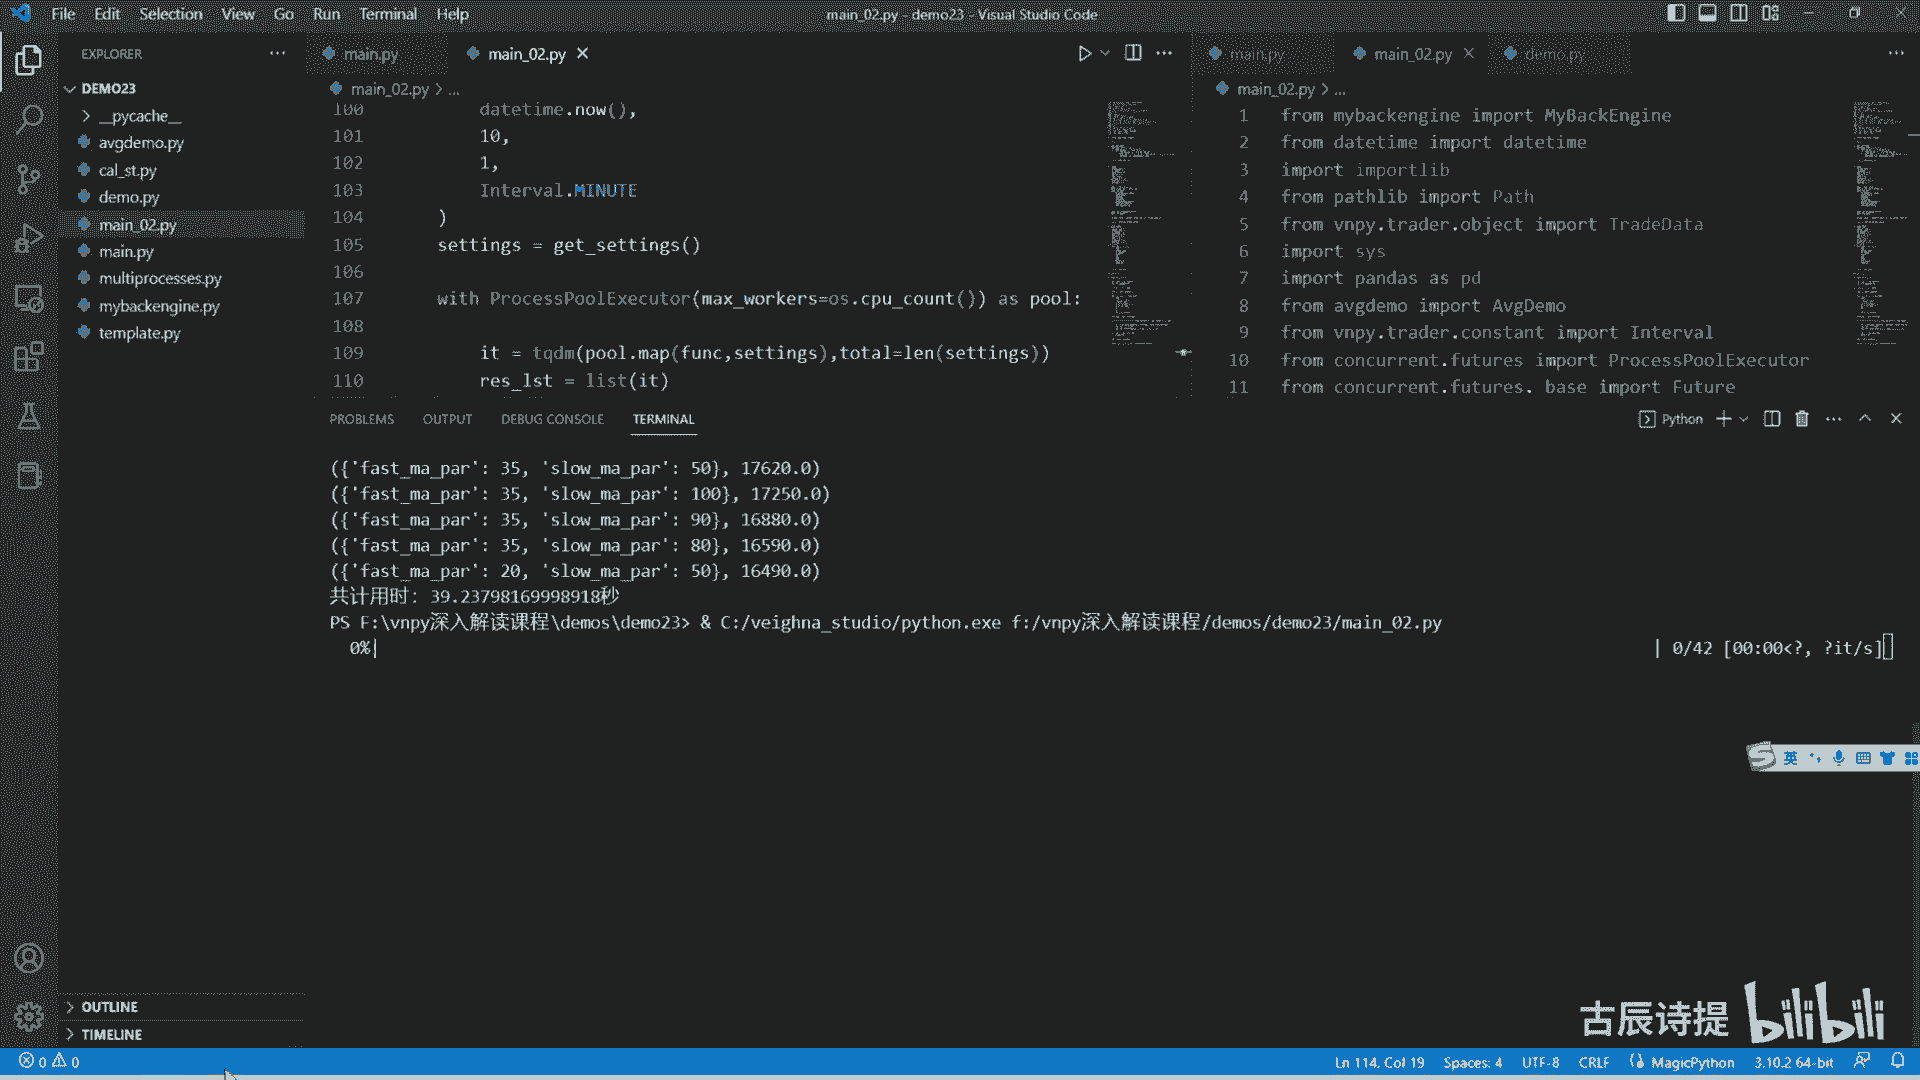 File Edit Selection View Go Run Terminal Help
main_02.py - demo23 - Visual Studio Code
EXPLORER
DEMO23
__pycache__
avgdemo.py
cal_st.py
demo.py
main_02.py
main.py
multiprocesses.py
mybackengine.py
template.py
OUTLINE
TIMELINE
main.py
main_02.py
main_02.py > ...
100 datetime.now(),
101 10,
102 1,
103 Interval.MINUTE
104 )
105 settings = get_settings()
106
107 with ProcessPoolExecutor(max_workers=os.cpu_count()) as pool:
108
109 it = tqdm(pool.map(func,settings),total=len(settings))
110 res_lst = list(it)
main.py
main_02.py
demo.py
main_02.py > ...
1 from mybackengine import MyBackEngine
2 from datetime import datetime
3 import importlib
4 from pathlib import Path
5 from vnpy.trader.object import TradeData
6 import sys
7 import pandas as pd
8 from avgdemo import AvgDemo
9 from vnpy.trader.constant import Interval
10 from concurrent.futures import ProcessPoolExecutor
11 from concurrent.futures._base import Future
PROBLEMS OUTPUT DEBUG CONSOLE TERMINAL
Python
({'fast_ma_par': 35, 'slow_ma_par': 50}, 17620.0)
({'fast_ma_par': 35, 'slow_ma_par': 100}, 17250.0)
({'fast_ma_par': 35, 'slow_ma_par': 90}, 16880.0)
({'fast_ma_par': 35, 'slow_ma_par': 80}, 16590.0)
({'fast_ma_par': 20, 'slow_ma_par': 50}, 16490.0)
共计用时：39.23798169998918秒
PS F:\vnpy深入解读课程\demos\demo23> & C:/veighna_studio/python.exe f:/vnpy深入解读课程/demos/demo23/main_02.py
0%| | 0/42 [00:00<?, ?it/s]
英
古辰诗提 bilibili
0 0
Ln 114, Col 19 Spaces: 4 UTF-8 CRLF MagicPython 3.10.2 64-bit